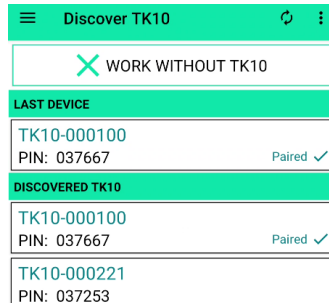 Discover TK10
WORK WITHOUT TK10
LAST DEVICE
TK10-000100
PIN: 037667
Paired
DISCOVERED TK10
TK10-000100
PIN: 037667
Paired
TK10-000221
PIN: 037253